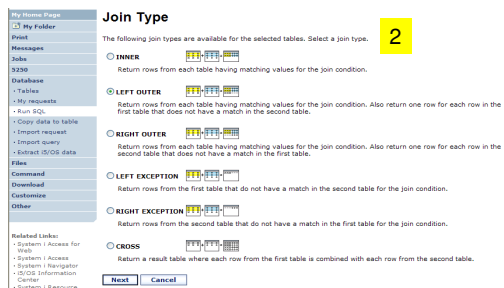 My Home Page
My Folder
Print
Messages
Jobs
5250
Database
• Tables
• My requests
• Run SQL
• Copy data to table
• Import request
• Import query
• Extract i5/OS data
Files
Command
Download
Customize
Other
Related Links:
• System i Access for
Web
• System i Access
• System i Navigator
• i5/OS Information
Center
• System i Resource
Join Type
2
The following join types are available for the selected tables. Select a join type.
INNER
Return rows from each table having matching values for the join condition.
LEFT OUTER
Return rows from each table having matching values for the join condition. Also return one row for each row in the
first table that does not have a match in the second table.
RIGHT OUTER
Return rows from each table having matching values for the join condition. Also return one row for each row in the
second table that does not have a match in the first table.
LEFT EXCEPTION
Return rows from the first table that do not have a match in the second table for the join condition.
RIGHT EXCEPTION
Return rows from the second table that do not have a match in the first table for the join condition.
CROSS
Return a result table where each row from the first table is combined with each row from the second table.
Next Cancel